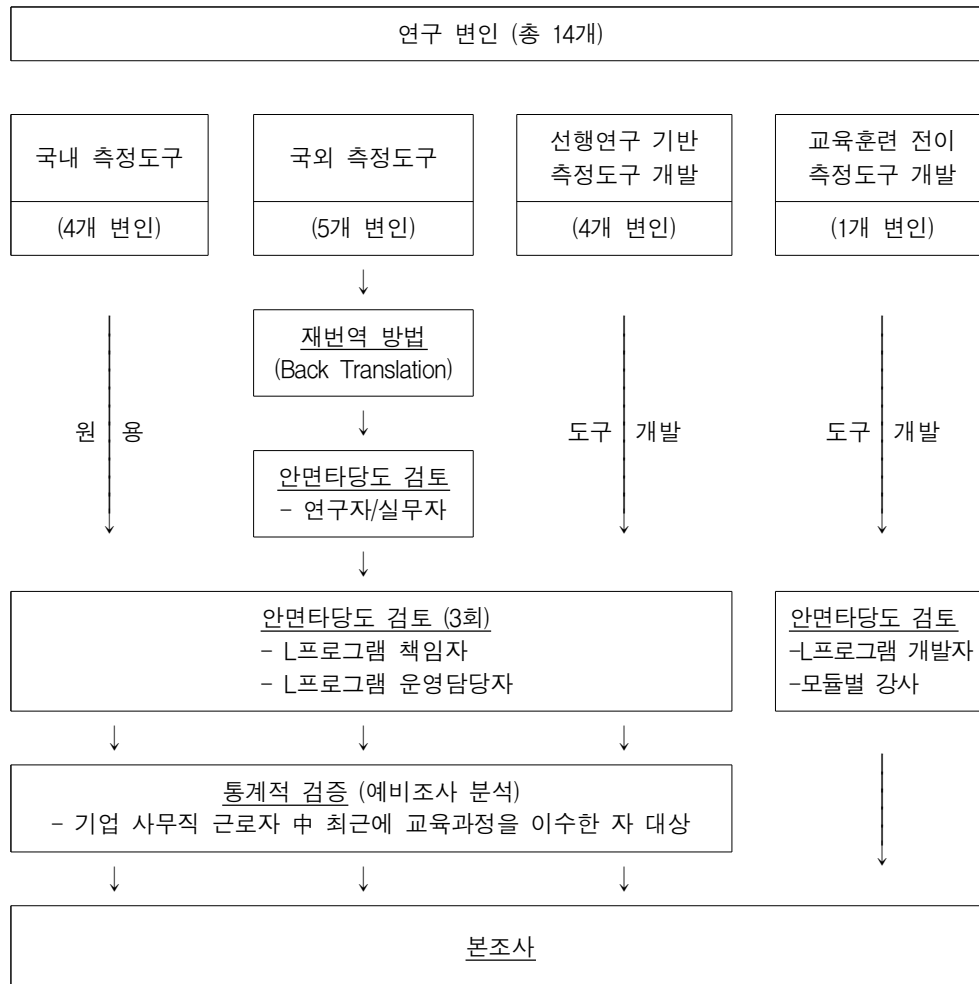 연구 변인 (총 14개)
국내 측정도구
(4개 변인)
국외 측정도구
(5개 변인)
선행연구 기반
측정도구 개발
(4개 변인)
교육훈련 전이
측정도구 개발
(1개 변인)
↓
재번역 방법
(Back Translation)
↓
안면타당도 검토
- 연구자/실무자
↓
원 용
도구 개발
도구 개발
안면타당도 검토 (3회)
- L프로그램 책임자
- L프로그램 운영담당자
안면타당도 검토
-L프로그램 개발자
-모듈별 강사
↓ ↓ ↓
통계적 검증 (예비조사 분석)
- 기업 사무직 근로자 中 최근에 교육과정을 이수한 자 대상
↓ ↓ ↓
본조사